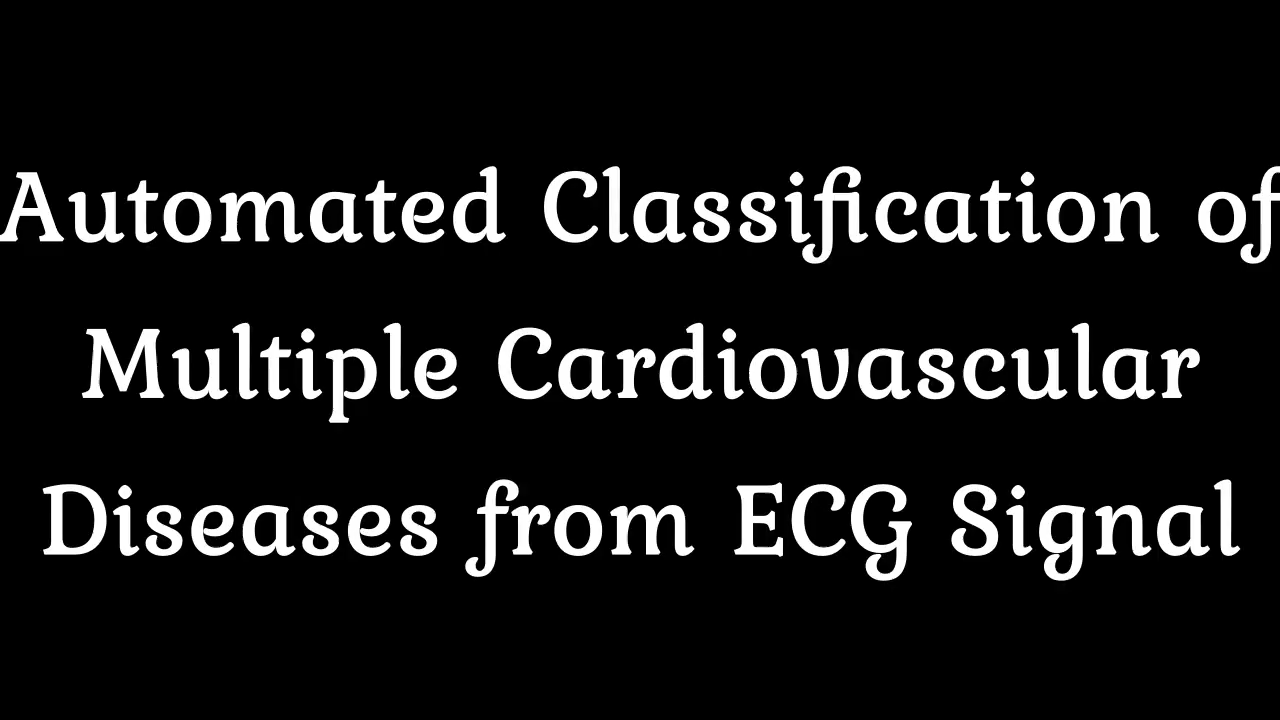 Automated Classification of
Multiple Cardiovascular
Diseases from ECG Signal